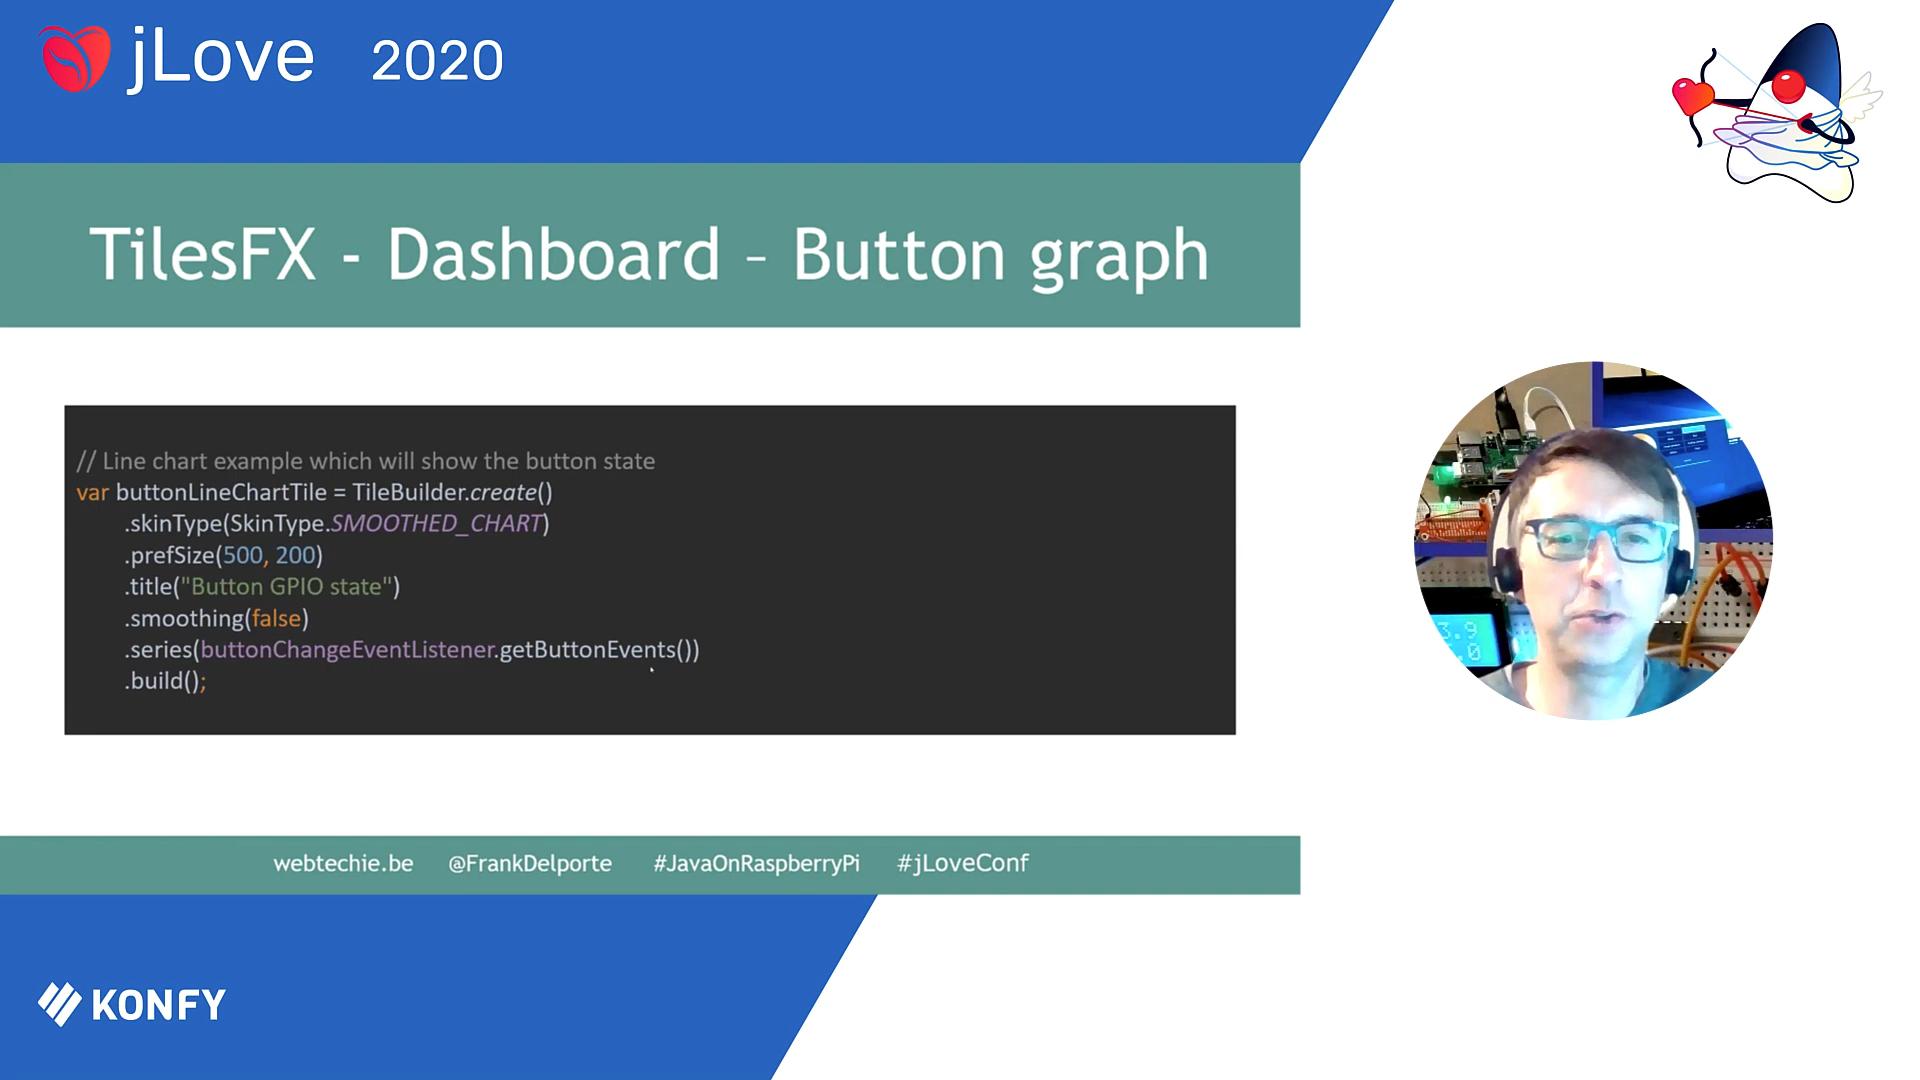 jLove 2020
TilesFX - Dashboard – Button graph
// Line chart example which will show the button state
var buttonLineChartTile = TileBuilder.create()
.skinType(SkinType.SMOOTHED_CHART)
.prefSize(500, 200)
.title("Button GPIO state")
.smoothing(false)
.series(buttonChangeEventListener.getButtonEvents())
.build();
3.9
webtechie.be @FrankDelporte #JavaOnRaspberryPi #jLoveConf
KONFY